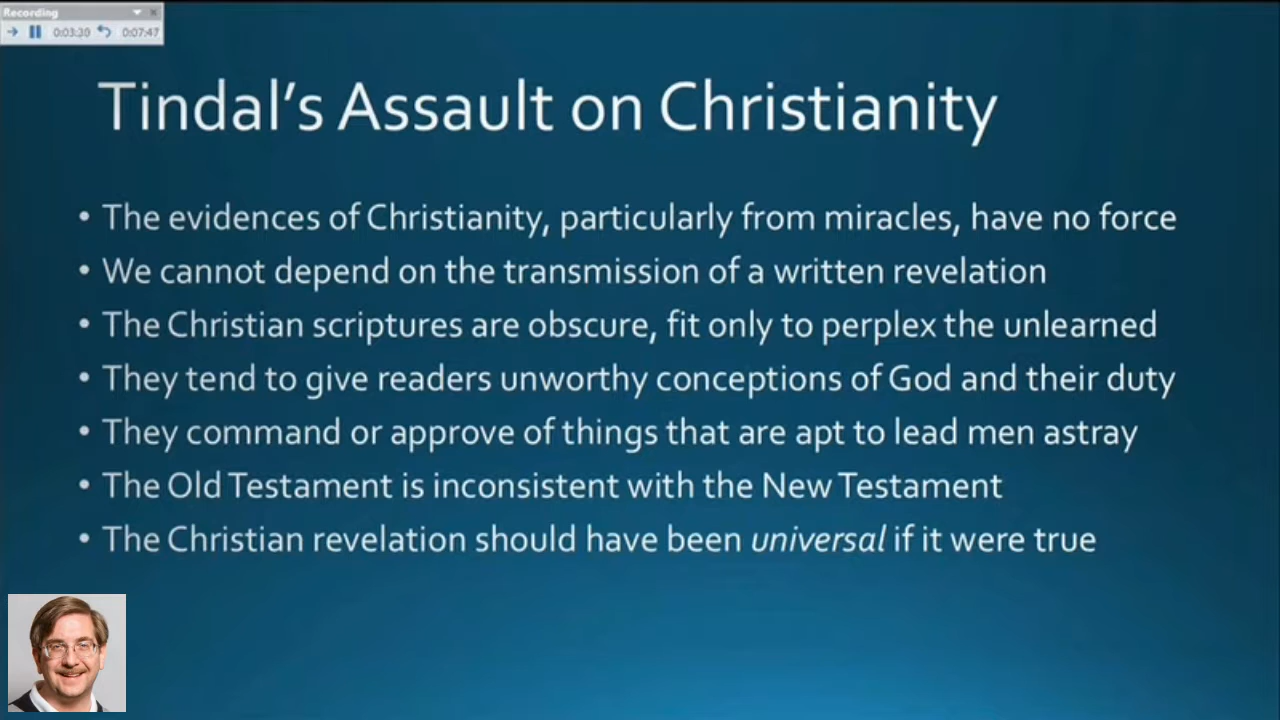 Recording
0:03:30 0:07:47
Tindal’s Assault on Christianity
• The evidences of Christianity, particularly from miracles, have no force
• We cannot depend on the transmission of a written revelation
• The Christian scriptures are obscure, fit only to perplex the unlearned
• They tend to give readers unworthy conceptions of God and their duty
• They command or approve of things that are apt to lead men astray
• The Old Testament is inconsistent with the New Testament
• The Christian revelation should have been universal if it were true